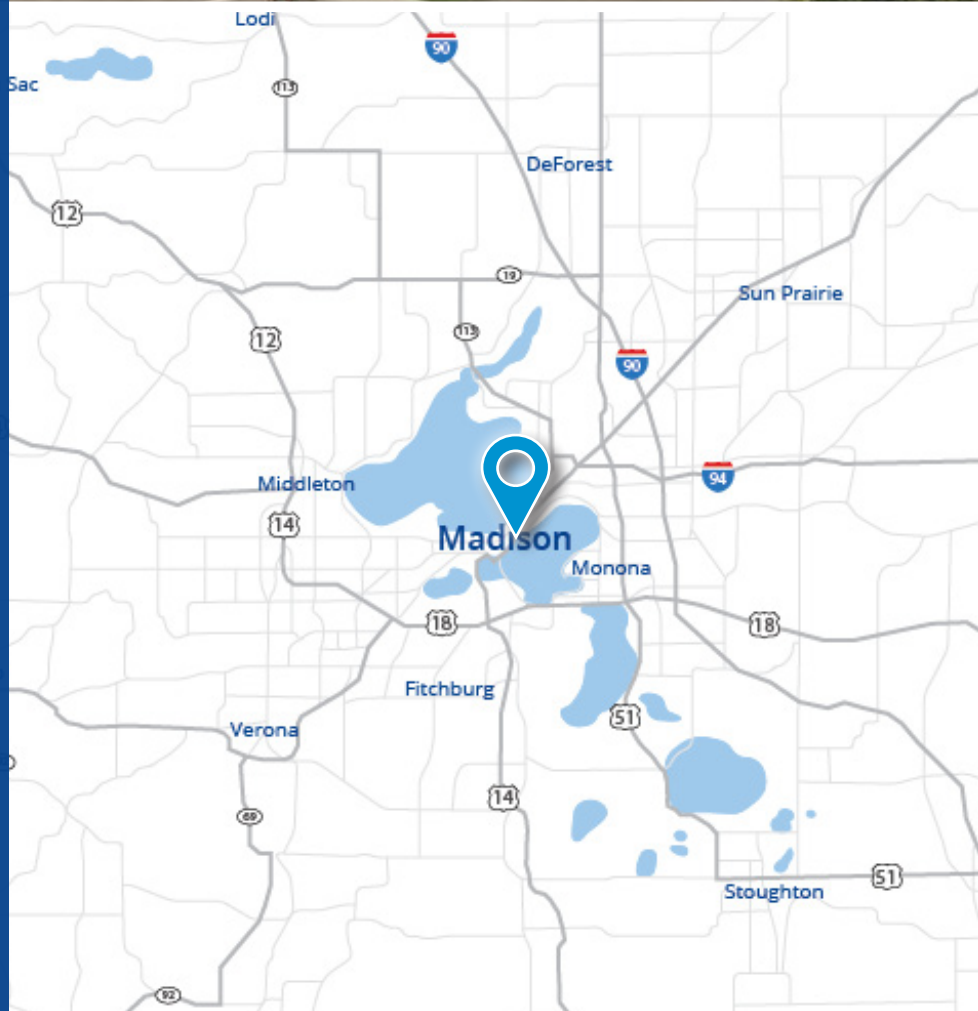 Lodi
90
Sac
113
DeForest
12
19
Sun Prairie
12
113
90
94
Middleton
14
Madison
Monona
18
18
Fitchburg
51
Verona
14
69
51
Stoughton
92